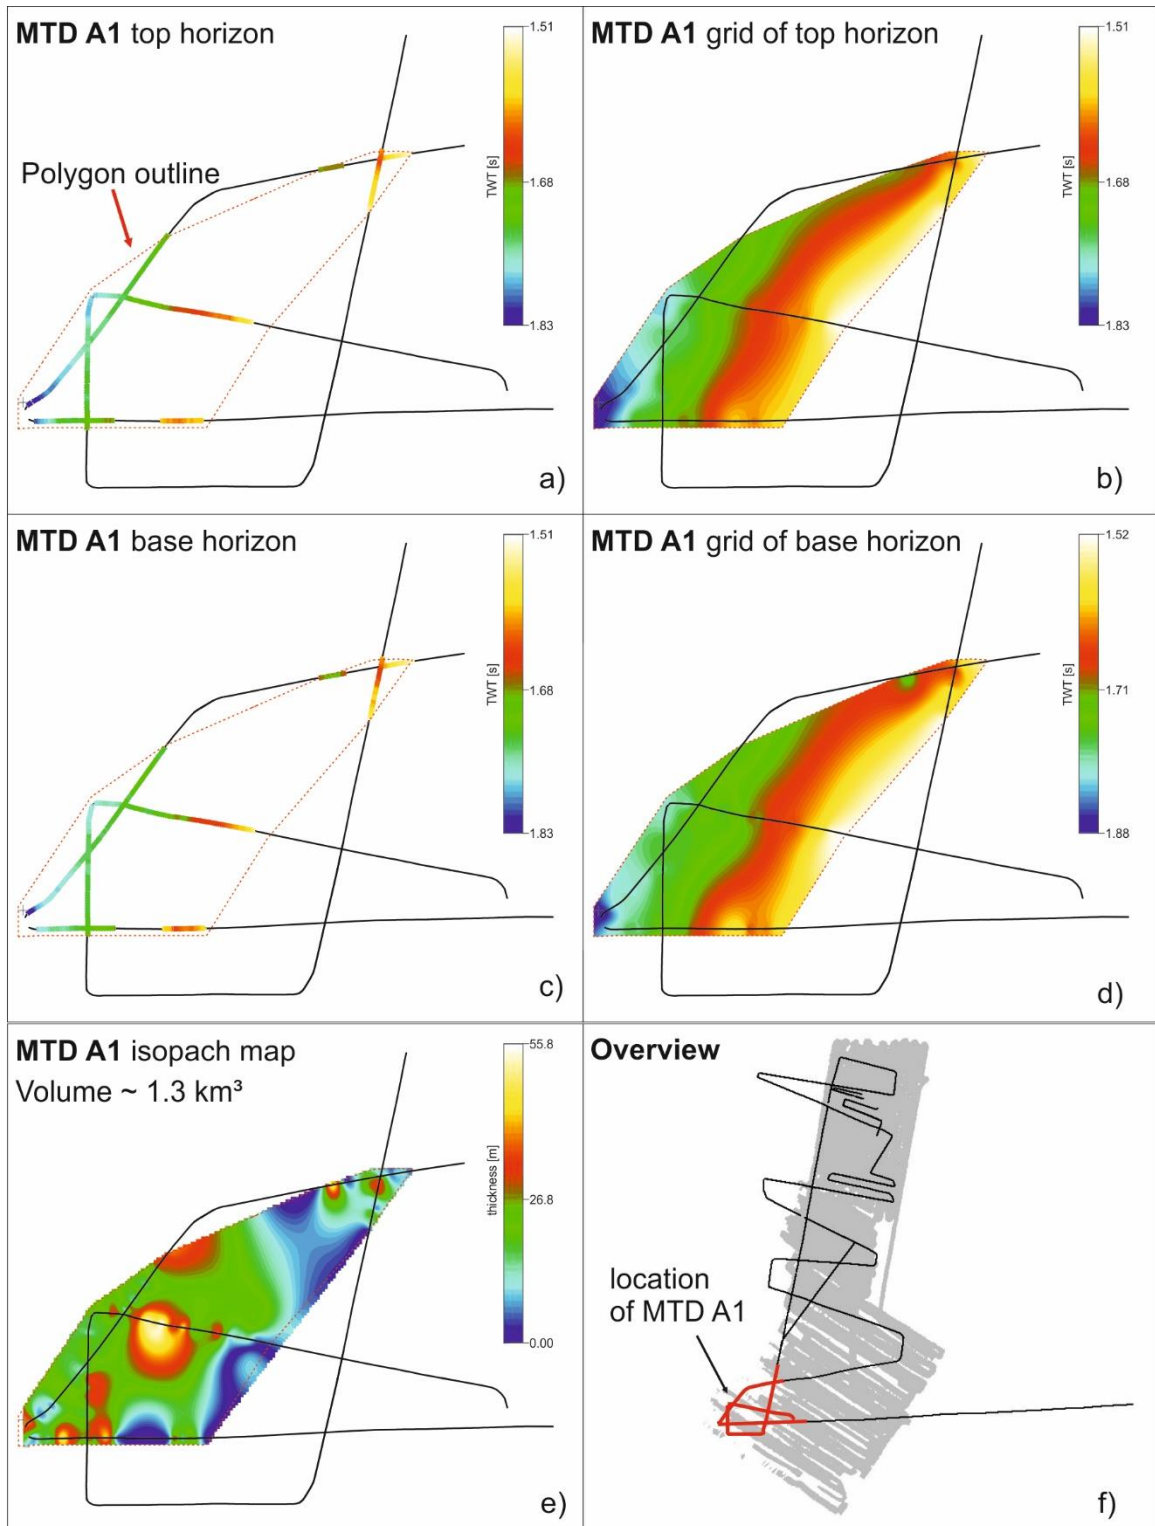 MTD A1 top horizon
Polygon outline
1.51
TWT [s]
1.68
1.83
a)
MTD A1 grid of top horizon
1.51
TWT [s]
1.68
1.83
b)
MTD A1 base horizon
1.51
TWT [s]
1.68
1.83
c)
MTD A1 grid of base horizon
1.52
TWT [s]
1.71
1.88
d)
MTD A1 isopach map
Volume ~ 1.3 km³
55.8
thickness [m]
26.8
0.00
e)
Overview
location
of MTD A1
f)